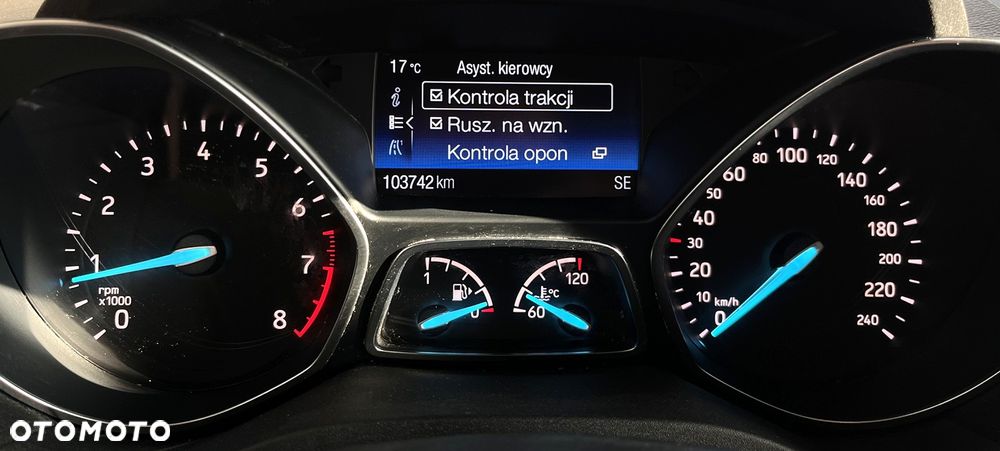 17 °C Asyst. kierowcy
Kontrola trakcji
Rusz. na wzn.
Kontrola opon
103742 km SE
0 1 2 3 4 5 6 7 8
rpm
x1000
1 0
60 120
°C
0 10 20 30 40 50 60 80 100 120 140 160 180 200 220 240
km/h
OTOMOTO